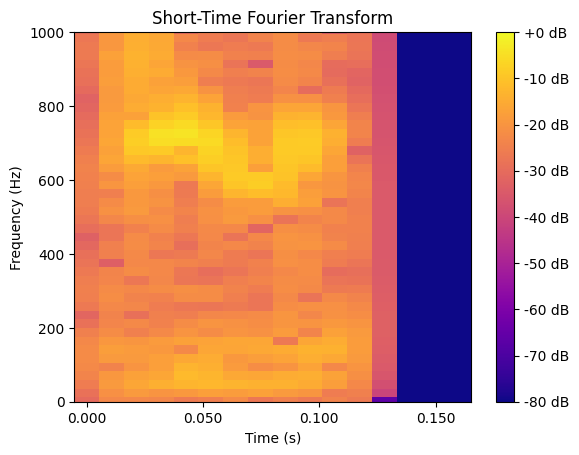 Short-Time Fourier Transform
1000
800
600
400
200
0
Frequency (Hz)
0.000
0.050
0.100
0.150
Time (s)
+0 dB
-10 dB
-20 dB
-30 dB
-40 dB
-50 dB
-60 dB
-70 dB
-80 dB